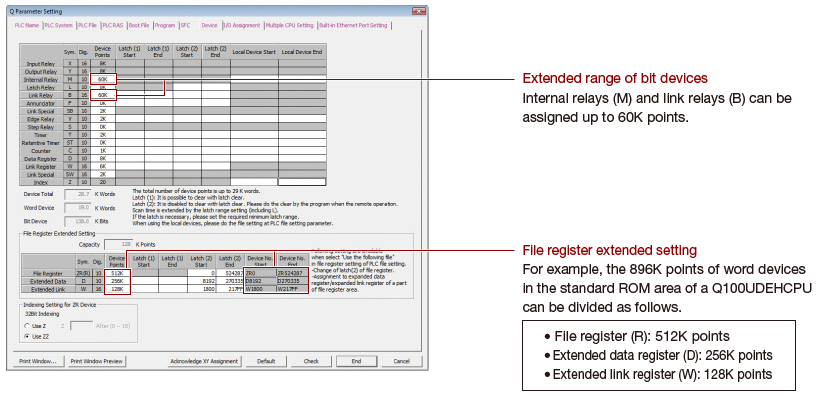 Q Parameter Setting
PLC Name PLC System PLC File PLC RAS Boot File Program SFC Device I/O Assignment Multiple CPU Setting Built-in Ethernet Port Setting
Sym. Dig. Device Points Latch (1) Start Latch (1) End Latch (2) Start Latch (2) End Local Device Start Local Device End
Input Relay X 16 8K
Output Relay Y 16 8K
Internal Relay M 10 60K
Latch Relay L 10
Link Relay B 16 60K
Annunciator F 10 0K
Link Special SB 16 2K
Edge Relay V 10 2K
Step Relay S 10 0K
Timer T 10 2K
Retentive Timer ST 10 0K
Counter C 10 1K
Data Register D 10 8K
Link Register W 16 6K
Link Special SW 16 2K
Index Z 10 20
Device Total 28.7 K Words
Word Device 19.0 K Words
Bit Device 138.0 K Bits
The total number of device points is up to 29 K words.
Latch (1): It is possible to clear with latch clear.
Latch (2): It is disabled to clear with latch clear. Please do the clear by the program when the remote operation.
Scan time is extended by the latch range setting (including L).
If the latch is necessary, please set the required minimum latch range.
When using the local devices, please do the file setting at PLC file setting parameter.
File Register Extended Setting
Capacity 128 K Points
Sym. Dig. Device Points Latch (1) Start Latch (1) End Latch (2) Start Latch (2) End Device No. Start Device No. End
File Register ZR(R) 10 512K 0 524287 ZR0 ZR524287
Extended Data D 10 256K 8192 270335 D8192 D270335
Extended Link W 16 128K 1800 217FF W1800 W217FF
when select "Use the following file"
in file register setting of PLC file setting.
-Change of latch(2) of file register.
-Assignment to expanded data
register/expanded link register of a part
of file register area.
Indexing Setting for ZR Device
32Bit Indexing
Use Z Z After (0 – 18)
Use ZZ
Print Window... Print Window Preview Acknowledge XY Assignment Default Check End Cancel
Extended range of bit devices
Internal relays (M) and link relays (B) can be
assigned up to 60K points.
File register extended setting
For example, the 896K points of word devices
in the standard ROM area of a Q100UDEHCPU
can be divided as follows.
• File register (R): 512K points
• Extended data register (D): 256K points
• Extended link register (W): 128K points